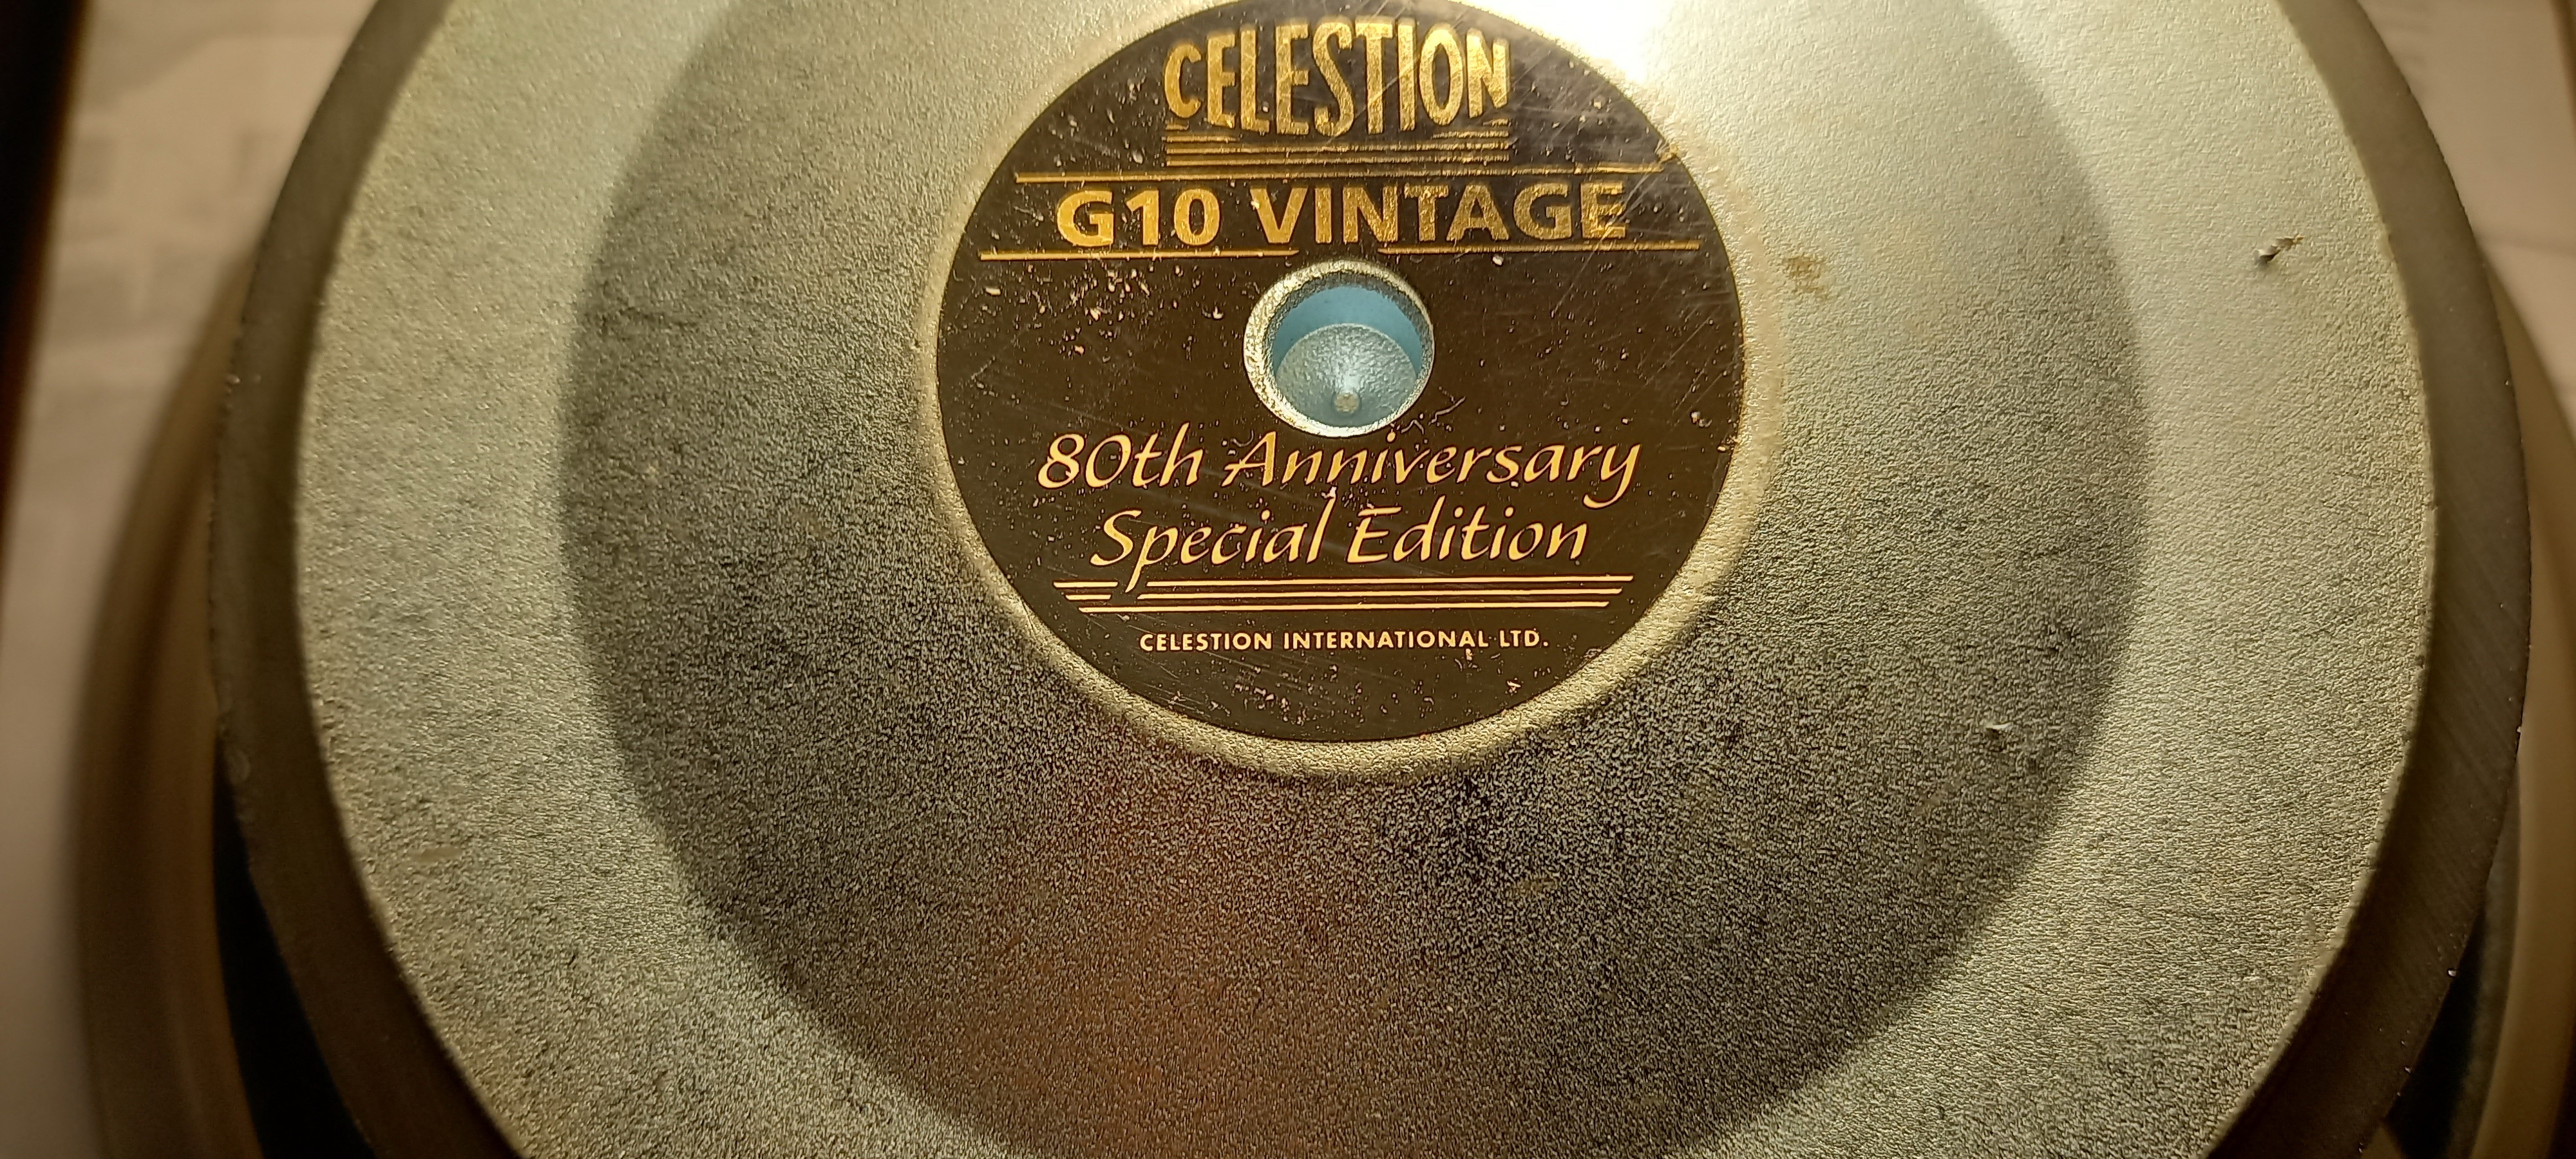 CELESTION
G10 VINTAGE
80th Anniversary
Special Edition
CELESTION INTERNATIONAL LTD.